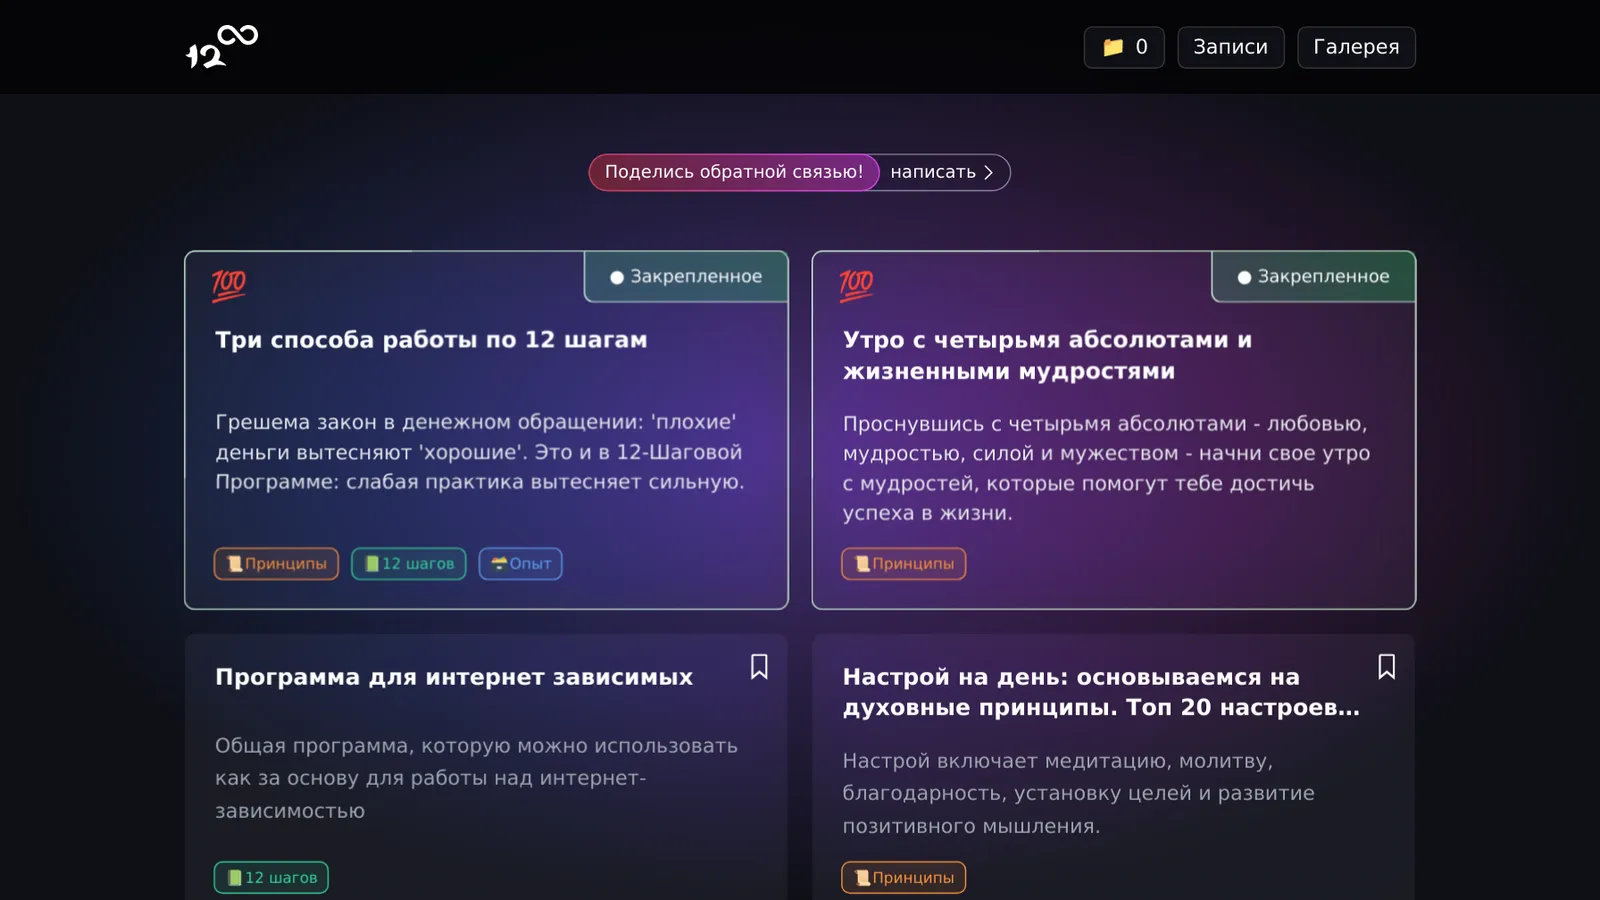 12∞
📁 0
Записи
Галерея
Поделись обратной связью!
написать
💯
Закрепленное
Три способа работы по 12 шагам
Грешема закон в денежном обращении: 'плохие'
деньги вытесняют 'хорошие'. Это и в 12-Шаговой
Программе: слабая практика вытесняет сильную.
📜Принципы
📗12 шагов
🗃️Опыт
💯
Закрепленное
Утро с четырьмя абсолютами и
жизненными мудростями
Проснувшись с четырьмя абсолютами - любовью,
мудростью, силой и мужеством - начни свое утро
с мудростей, которые помогут тебе достичь
успеха в жизни.
📜Принципы
Программа для интернет зависимых
Общая программа, которую можно использовать
как за основу для работы над интернет-
зависимостью
📗12 шагов
Настрой на день: основываемся на
духовные принципы. Топ 20 настроев…
Настрой включает медитацию, молитву,
благодарность, установку целей и развитие
позитивного мышления.
📜Принципы